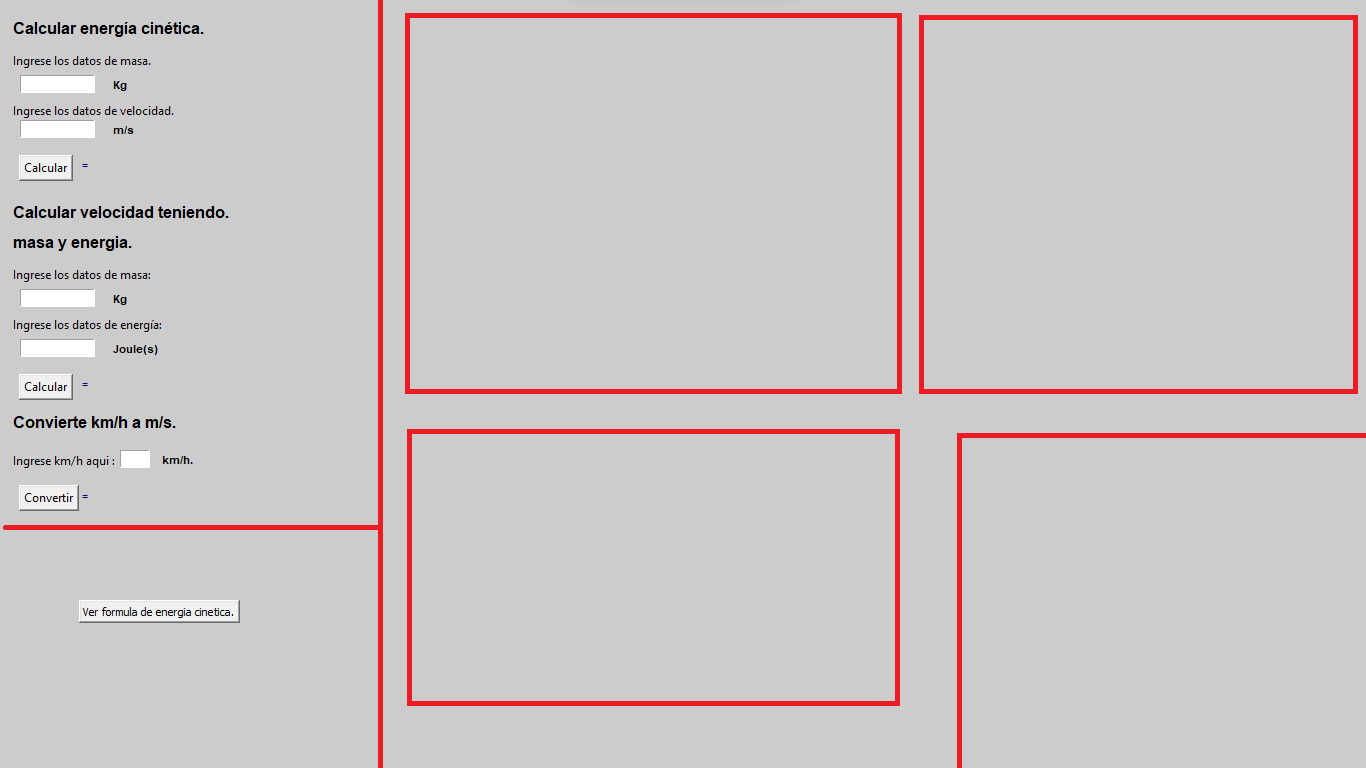 Calcular energía cinética.
Ingrese los datos de masa.
Kg
Ingrese los datos de velocidad.
m/s
Calcular =
Calcular velocidad teniendo.
masa y energia.
Ingrese los datos de masa:
Kg
Ingrese los datos de energía:
Joule(s)
Calcular =
Convierte km/h a m/s.
Ingrese km/h aqui : km/h.
Convertir =
Ver formula de energia cinetica.